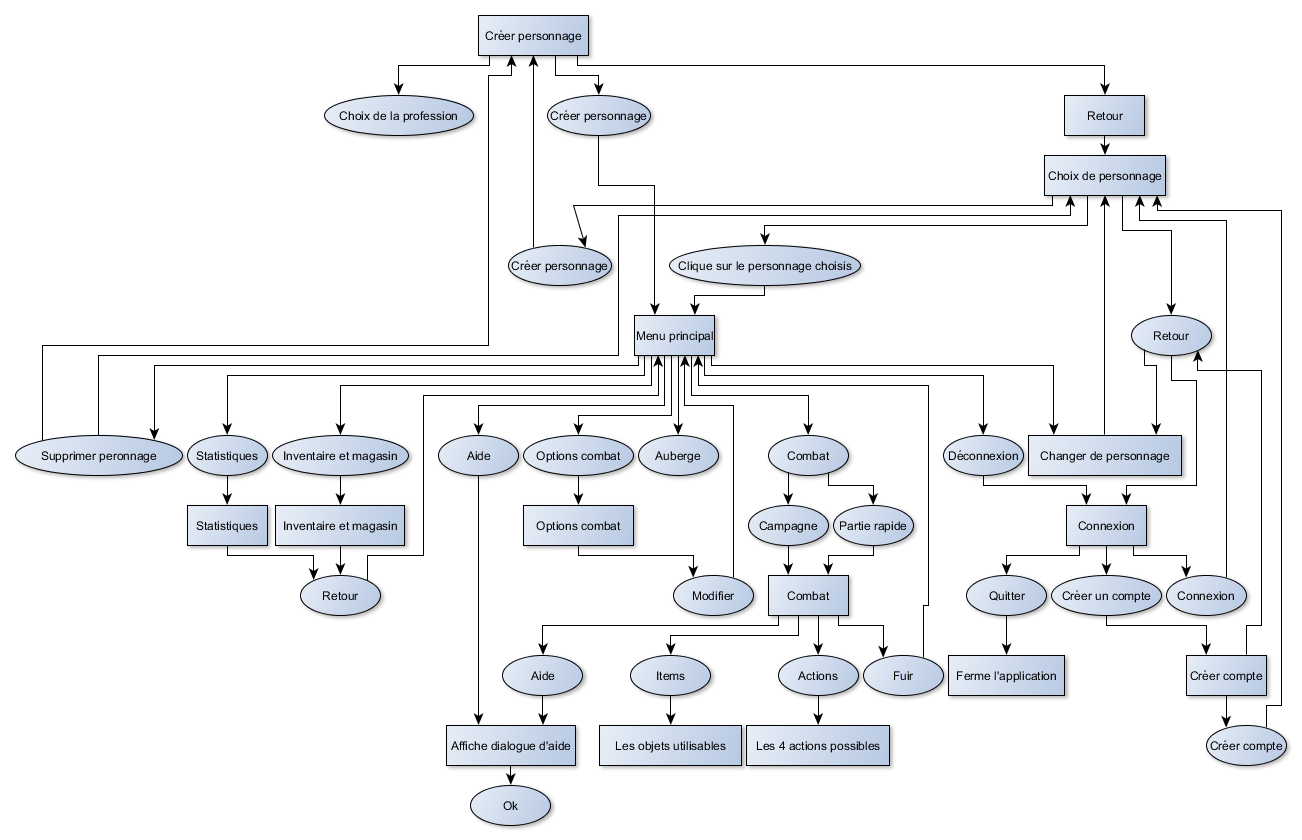 Créer personnage
Choix de la profession
Créer personnage
Retour
Choix de personnage
Créer personnage
Clique sur le personnage choisis
Menu principal
Retour
Supprimer peronnage
Statistiques
Inventaire et magasin
Aide
Options combat
Auberge
Combat
Déconnexion
Changer de personnage
Statistiques
Inventaire et magasin
Options combat
Campagne
Partie rapide
Connexion
Retour
Modifier
Combat
Quitter
Créer un compte
Connexion
Aide
Items
Actions
Fuir
Ferme l'application
Créer compte
Affiche dialogue d'aide
Les objets utilisables
Les 4 actions possibles
Créer compte
Ok